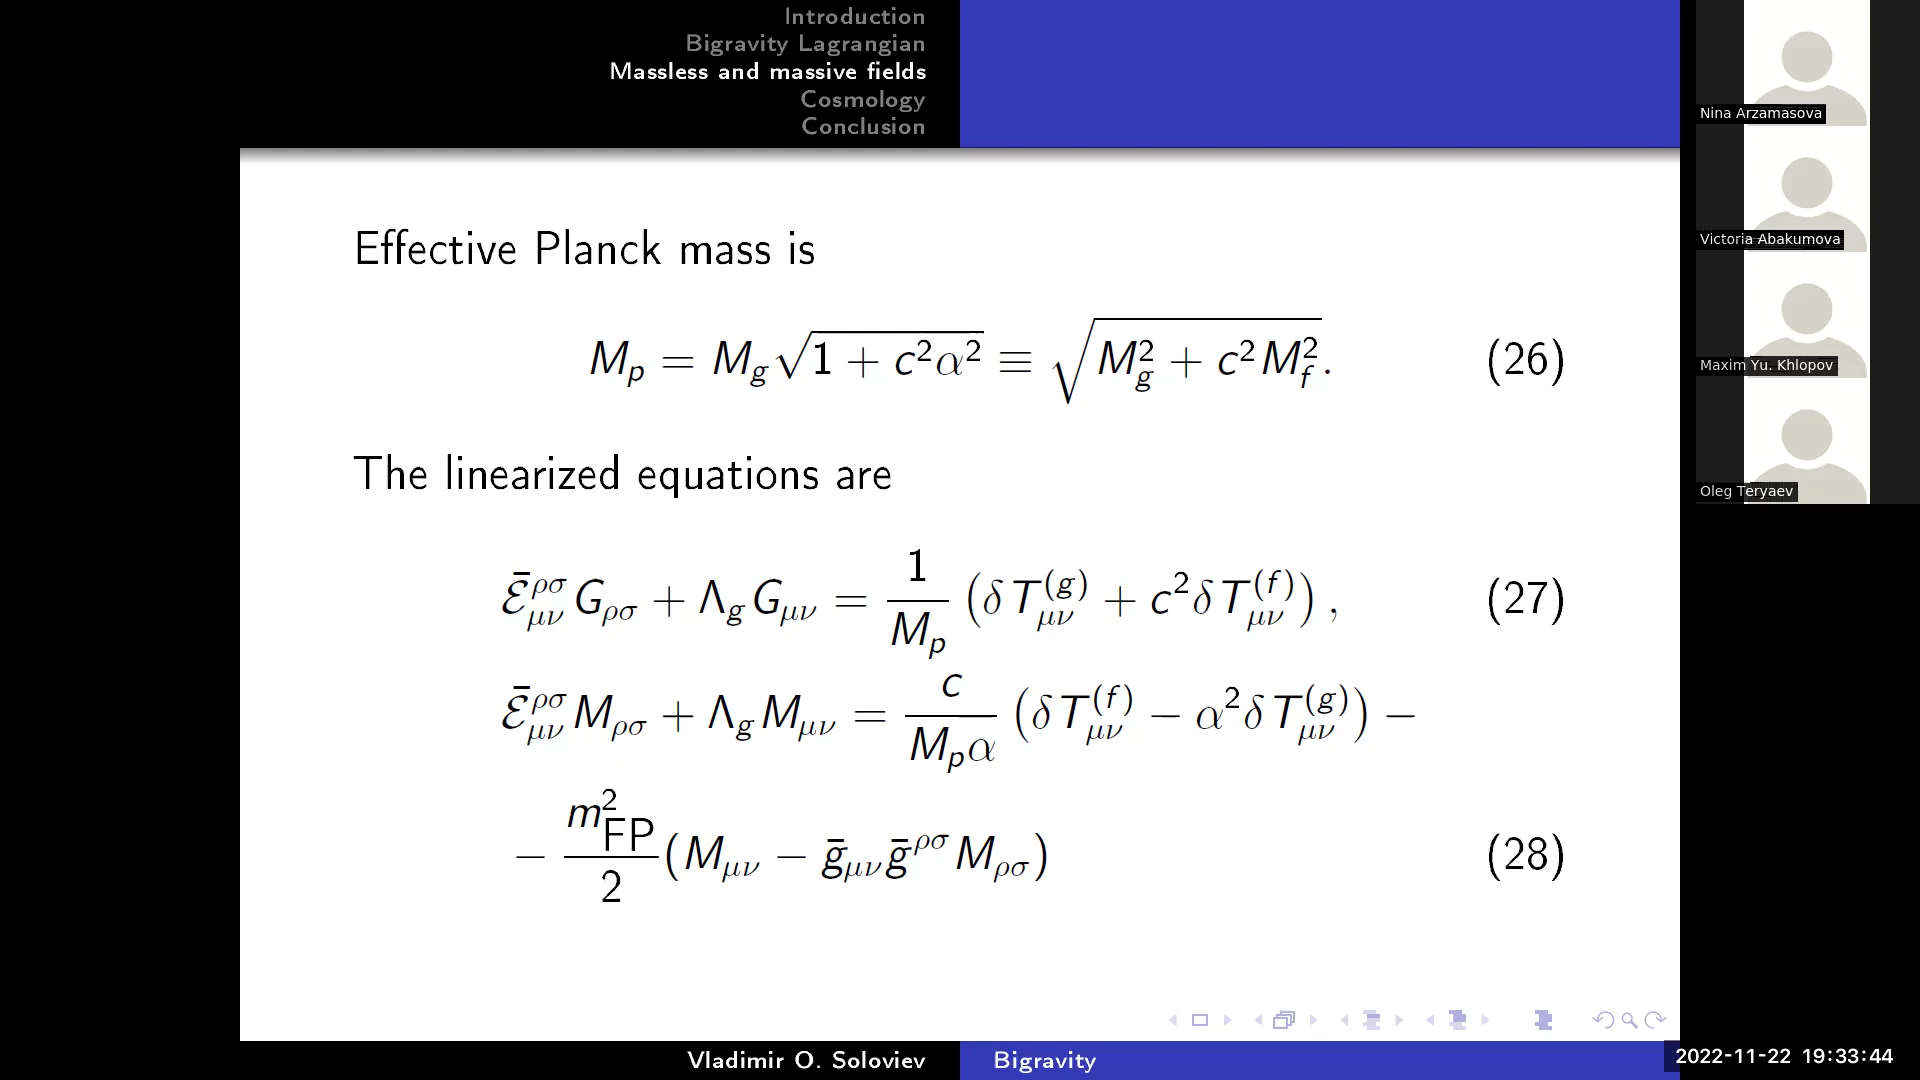 Introduction
Bigravity Lagrangian
Massless and massive fields
Cosmology
Conclusion
Effective Planck mass is
M_p = M_g √(1 + c²α²) ≡ √(M_g² + c²M_f²). (26)
The linearized equations are
Ē^{ρσ}_{μν} G_{ρσ} + Λ_g G_{μν} = 1/M_p (δT^{(g)}_{μν} + c²δT^{(f)}_{μν}), (27)
Ē^{ρσ}_{μν} M_{ρσ} + Λ_g M_{μν} = c/(M_p α) (δT^{(f)}_{μν} − α²δT^{(g)}_{μν}) −
− m²_{FP}/2 (M_{μν} − ḡ_{μν} ḡ^{ρσ} M_{ρσ}) (28)
Vladimir O. Soloviev
Bigravity
Nina Arzamasova
Victoria Abakumova
Maxim Yu. Khlopov
Oleg Teryaev
2022-11-22 19:33:44